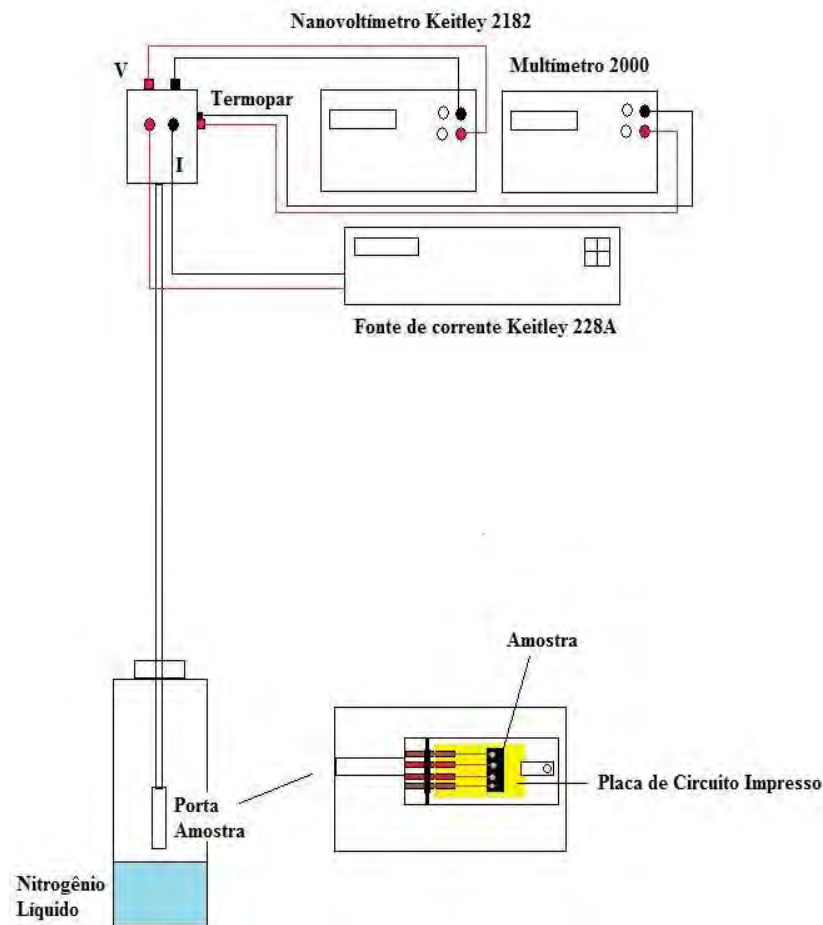 Nanovoltímetro Keitley 2182
V
Multímetro 2000
Termopar
I
Fonte de corrente Keitley 228A
Amostra
Placa de Circuito Impresso
Porta
Amostra
Nitrogênio
Líquido